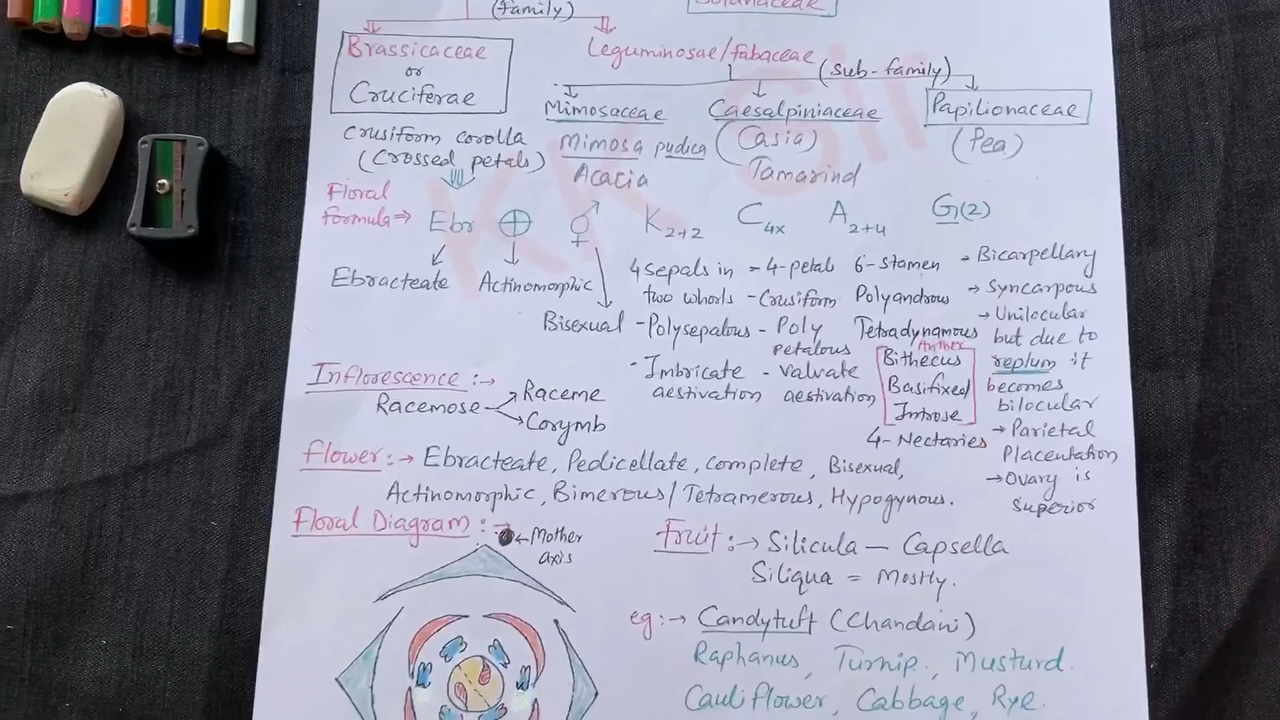 (family)
Solanaceae
Brassicaceae
or
Cruciferae
Leguminosae/fabaceae
(sub-family)
Mimosaceae
Caesalpiniaceae
Papilionaceae
Crusiform corolla
(Crossed petals)
Mimosa pudica
Acacia
(Casia)
Tamarind
(Pea)
KK Sir
Floral
formula⇒ Ebr ⊕ ⚥ K2+2 C4x A2+4 G(2)
Ebracteate
Actinomorphic
Bisexual
4 Sepals in
two whorls
-Polysepalous
- Imbricate
aestivation
= 4-petal
-Crusiform
- Poly
petalous
- valvate
aestivation
6-Stamen
Polyandrous
Tetradynamous
Anther
Bithecus
Basifixed
Introse
4-Nectaries
→ Bicarpellary
→ Syncarpous
→ Unilocular
but due to
replum it
becomes
bilocular
→ Parietal
Placentation
→ Ovary is
superior
Inflorescence :→
Racemose
Raceme
Corymb
Flower:→ Ebracteate, Pedicellate, complete, Bisexual,
Actinomorphic, Bimerous/Tetramerous, Hypogynous.
Floral Diagram:→
←Mother
axis
Fruit:→ Silicula — Capsella
Siliqua = Mostly.
eg:→ Candytuft (Chandani)
Raphanus, Turnip, Musturd.
Cauliflower, Cabbage, Rye